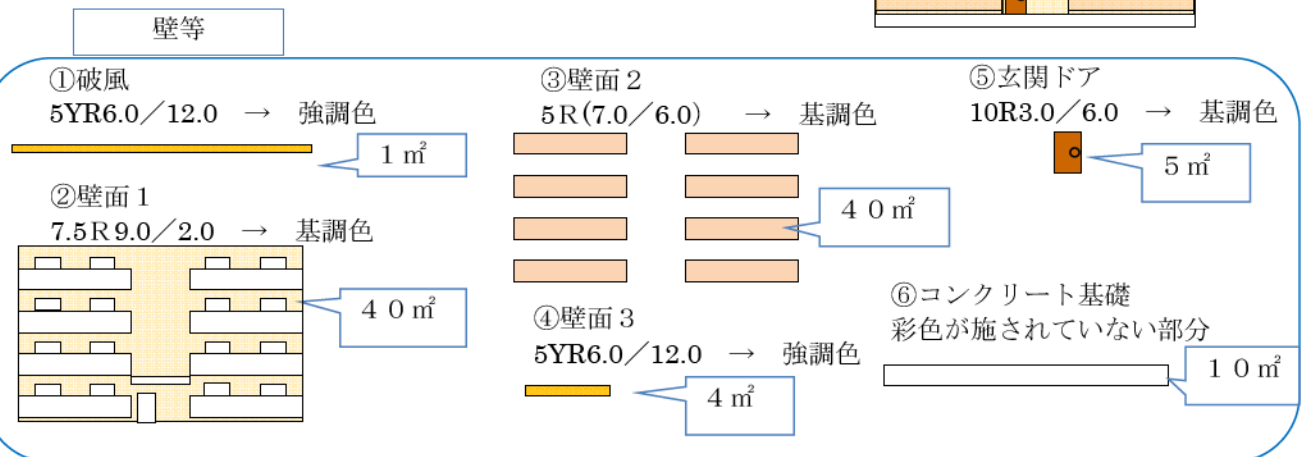 壁等
①破風
5YR6.0／12.0　→　強調色
1㎡
②壁面１
7.5Ｒ9.0／2.0　→　基調色
４０㎡
③壁面２
5Ｒ(7.0／6.0)　→　基調色
４０㎡
④壁面３
5YR6.0／12.0　→　強調色
4㎡
⑤玄関ドア
10R3.0／6.0　→　基調色
5㎡
⑥コンクリート基礎
彩色が施されていない部分
１０㎡